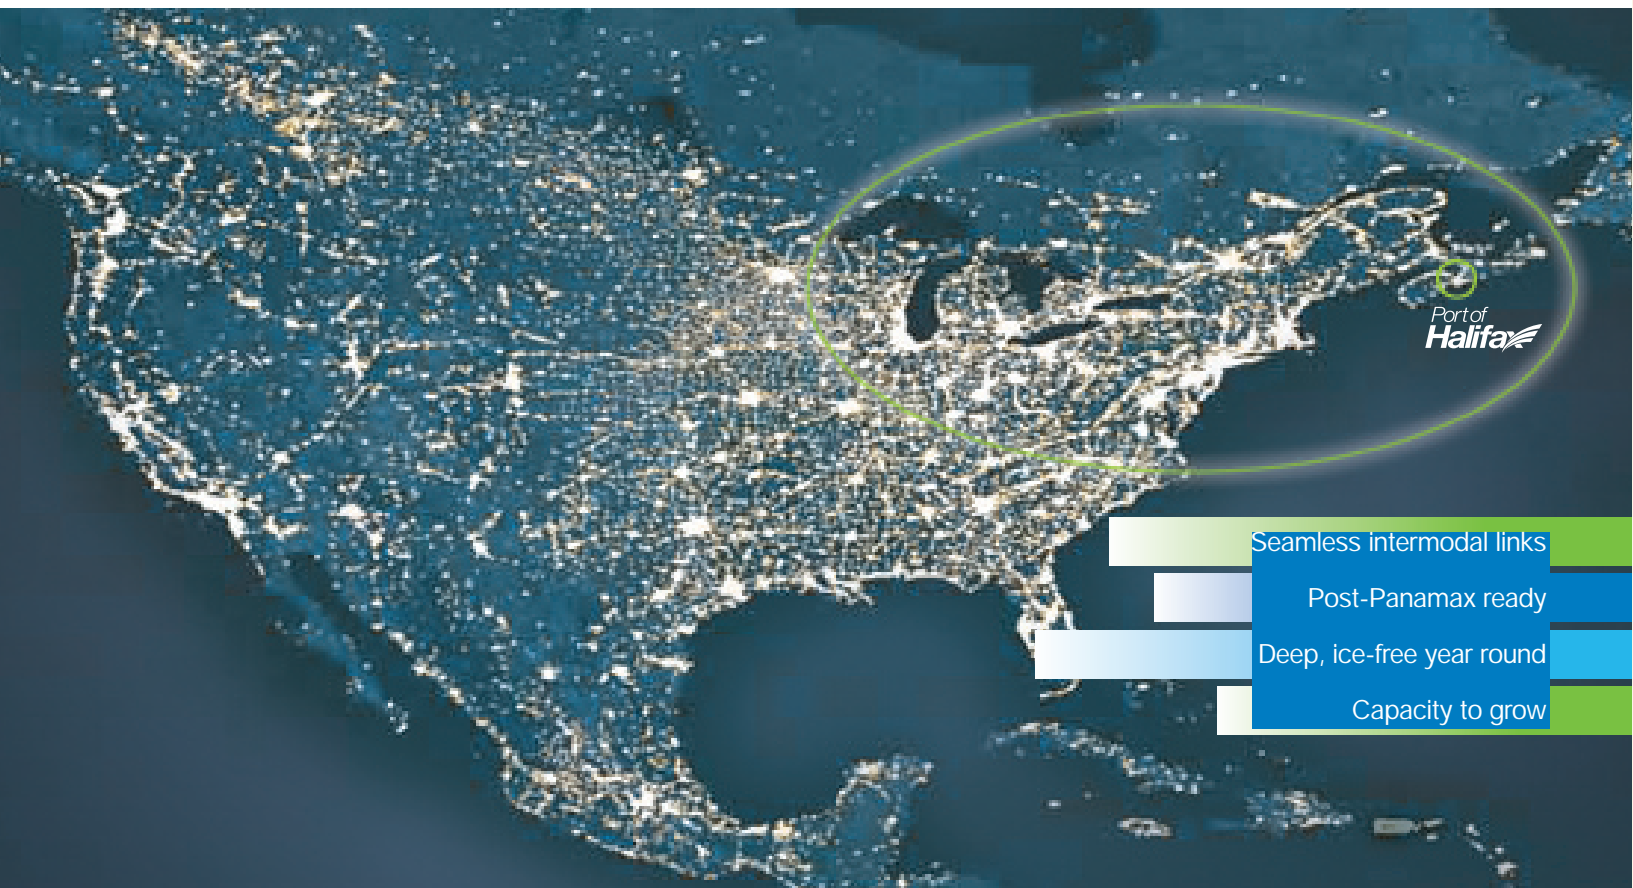 Port of
Halifax
Seamless intermodal links
Post-Panamax ready
Deep, ice-free year round
Capacity to grow